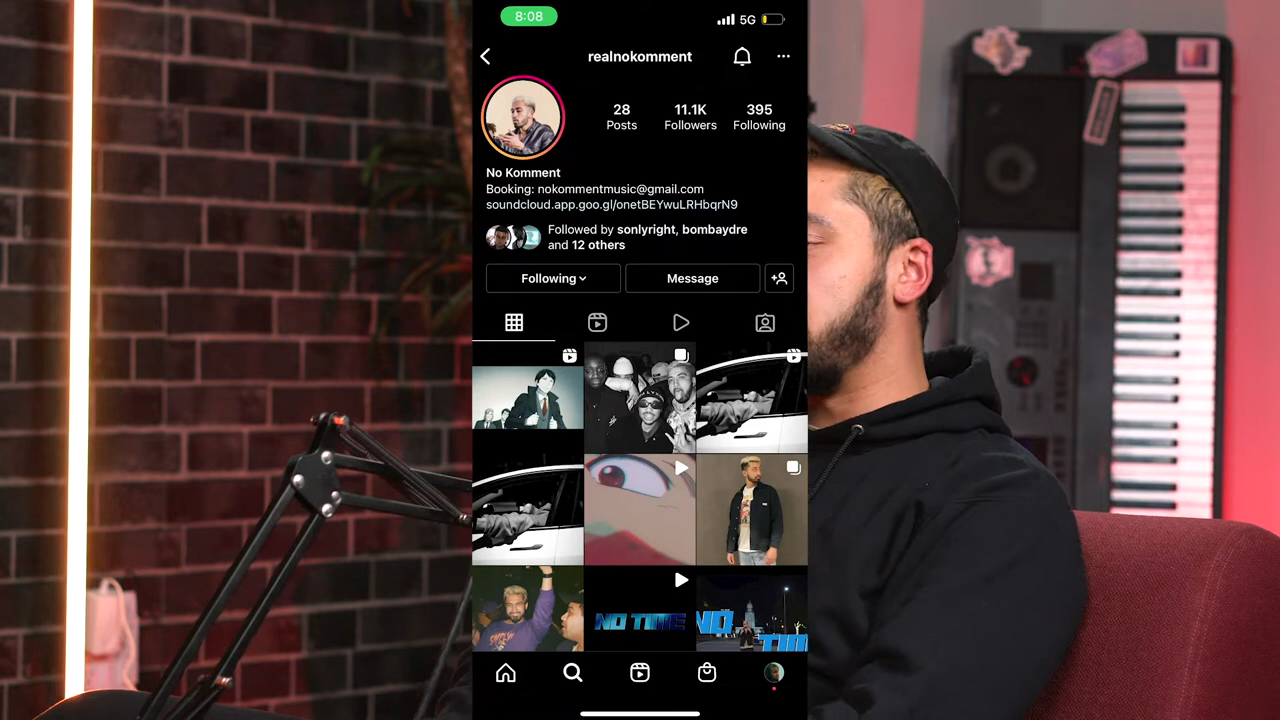 8:08
5G
realnokomment
28
11.1K
395
Posts
Followers
Following
No Komment
Booking: nokommentmusic@gmail.com
soundcloud.app.goo.gl/onetBEYwuLRHbqrN9
Followed by sonlyright, bombaydre
and 12 others
Following
Message
NO TIME
NO